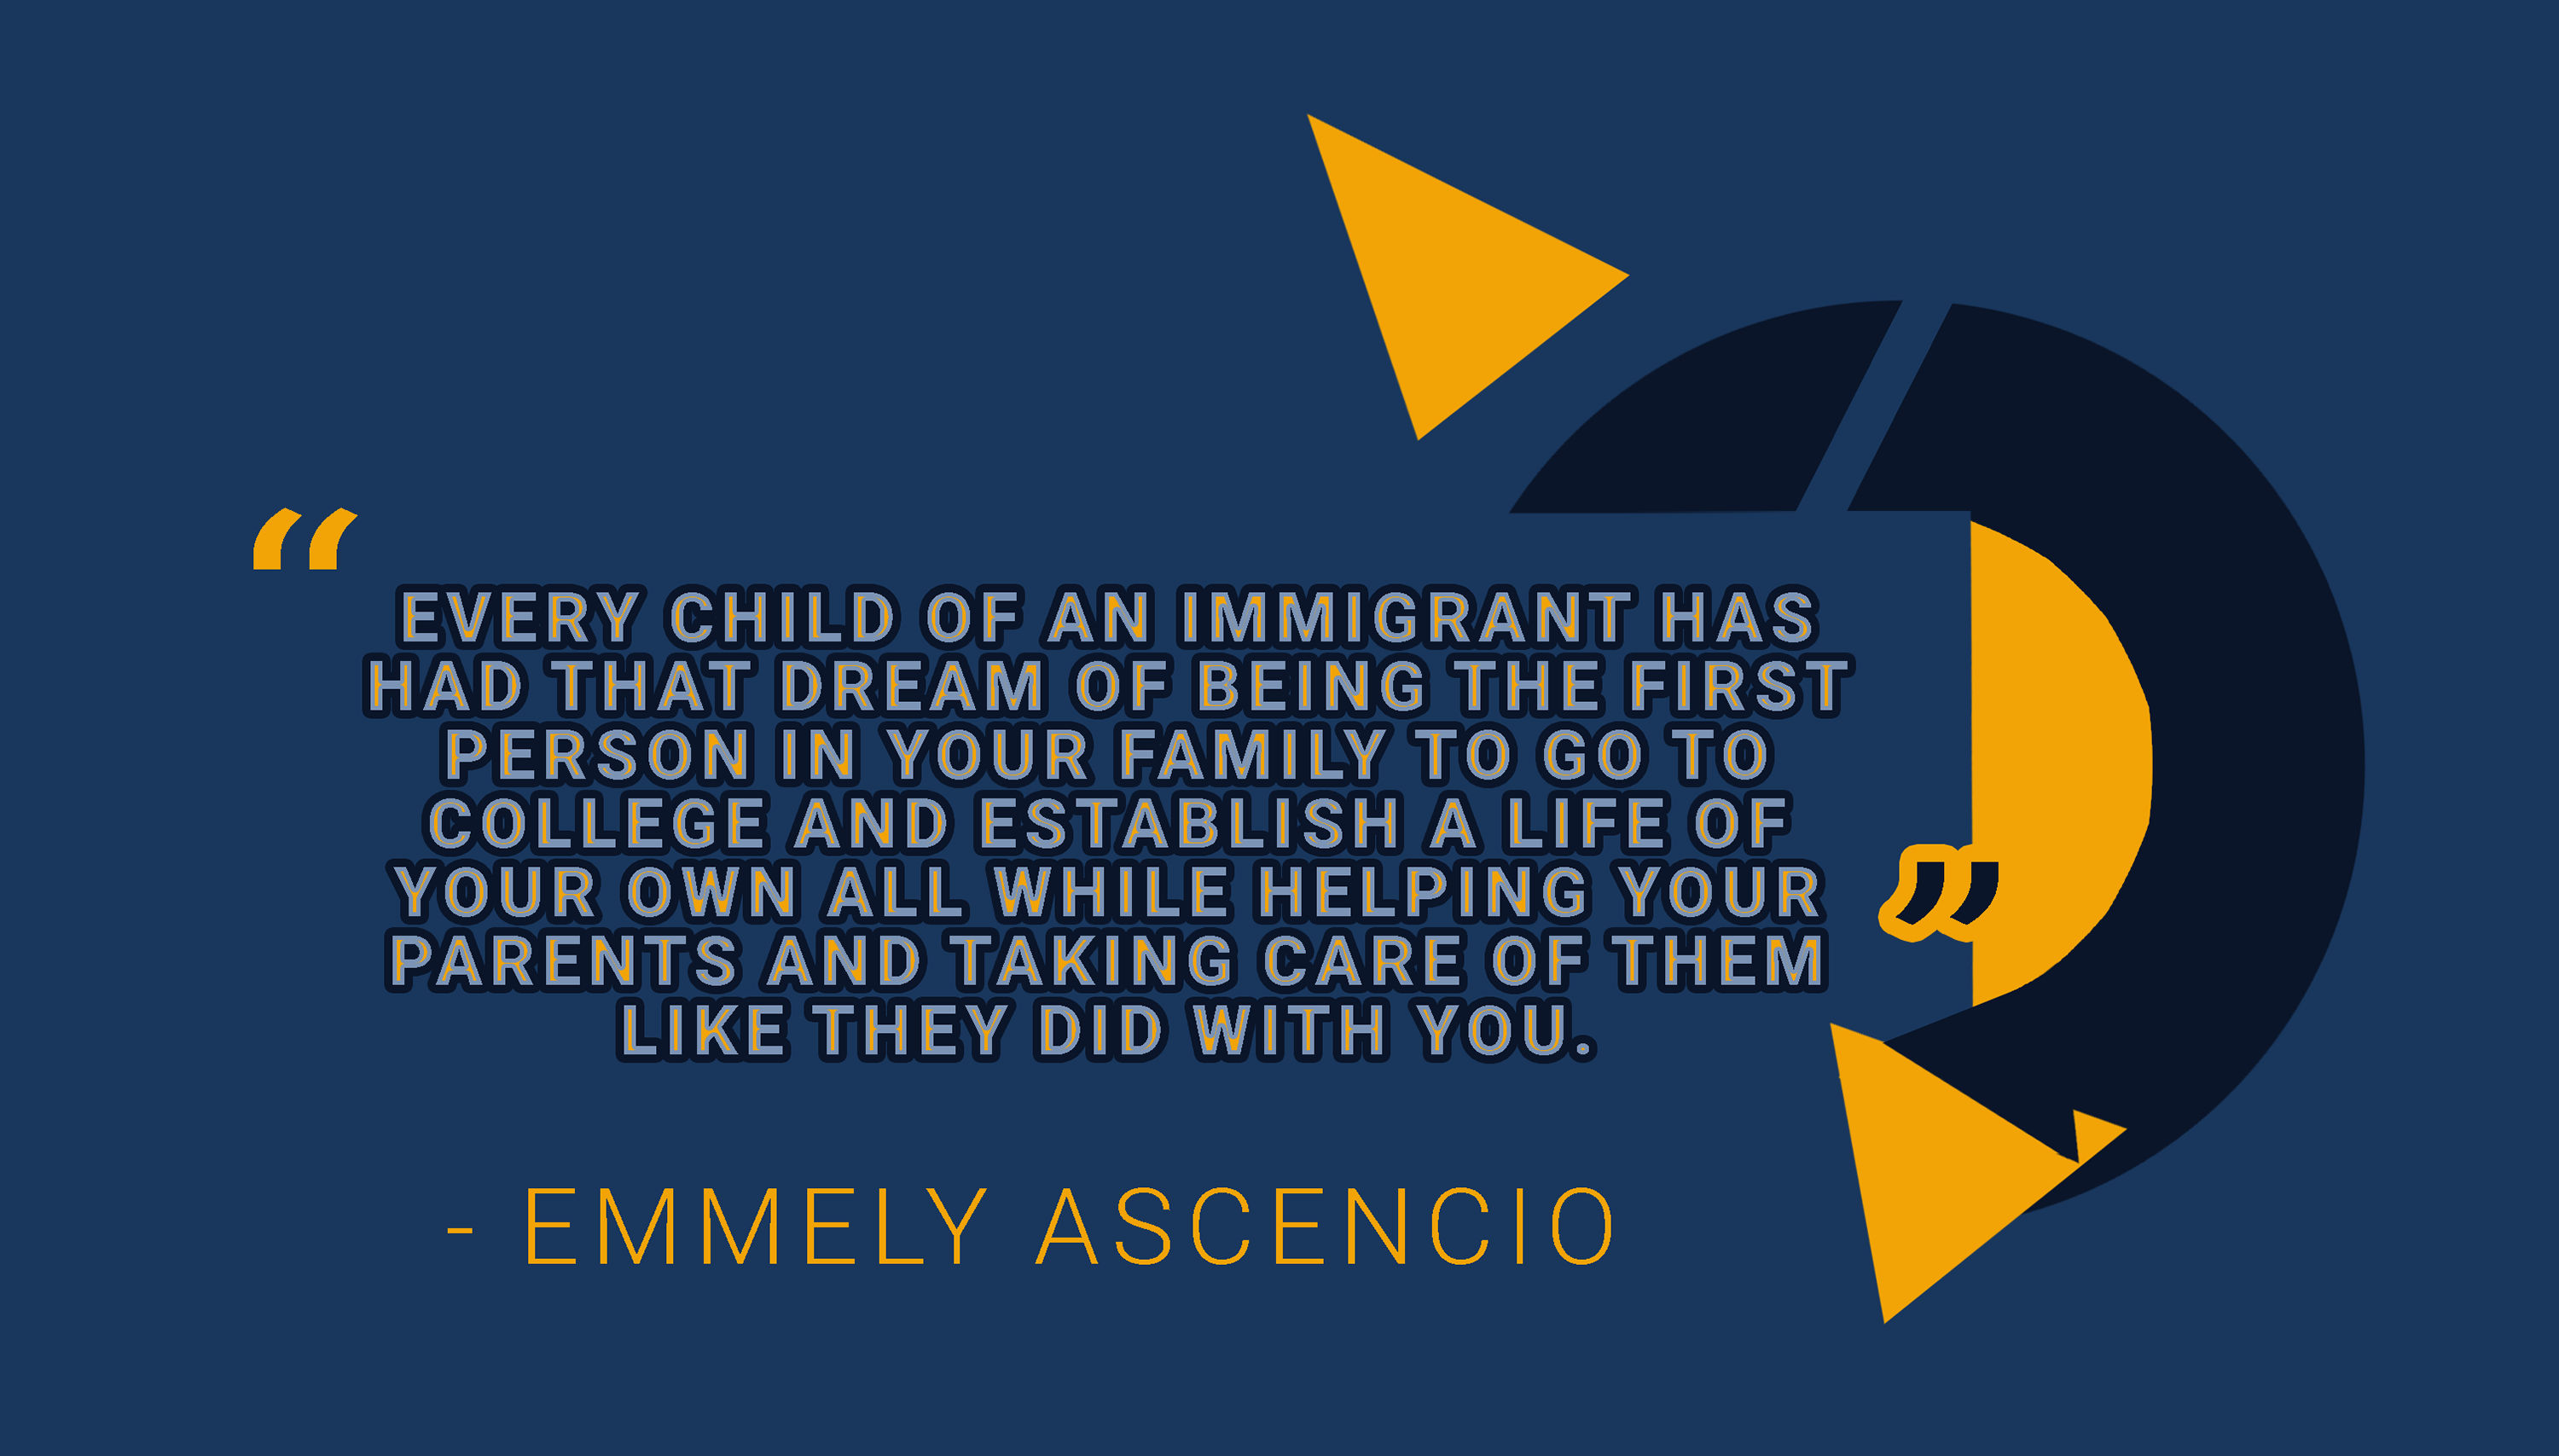 “
EVERY CHILD OF AN IMMIGRANT HAS
HAD THAT DREAM OF BEING THE FIRST
PERSON IN YOUR FAMILY TO GO TO
COLLEGE AND ESTABLISH A LIFE OF
YOUR OWN ALL WHILE HELPING YOUR
PARENTS AND TAKING CARE OF THEM
LIKE THEY DID WITH YOU.
”
- EMMELY ASCENCIO